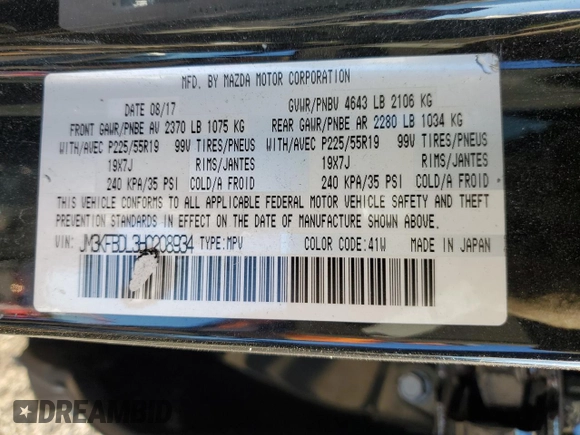 MFD. BY MAZDA MOTOR CORPORATION
DATE 08/17 GVWR/PNBV 4643 LB 2106 KG
FRONT GAWR/PNBE AV 2370 LB 1075 KG REAR GAWR/PNBE AR 2280 LB 1034 KG
WITH/AVEC P225/55R19 99V TIRES/PNEUS WITH/AVEC P225/55R19 99V TIRES/PNEUS
19X7J RIMS/JANTES 19X7J RIMS/JANTES
240 KPA/35 PSI COLD/A FROID 240 KPA/35 PSI COLD/A FROID
THIS VEHICLE CONFORMS TO ALL APPLICABLE FEDERAL MOTOR VEHICLE SAFETY AND THEFT
PREVENTION STANDARDS IN EFFECT ON THE DATE OF MANUFACTURE SHOWN ABOVE.
VIN: JM3KFBDL3H0208934 TYPE:MPV COLOR CODE:41W MADE IN JAPAN
DREAMBID